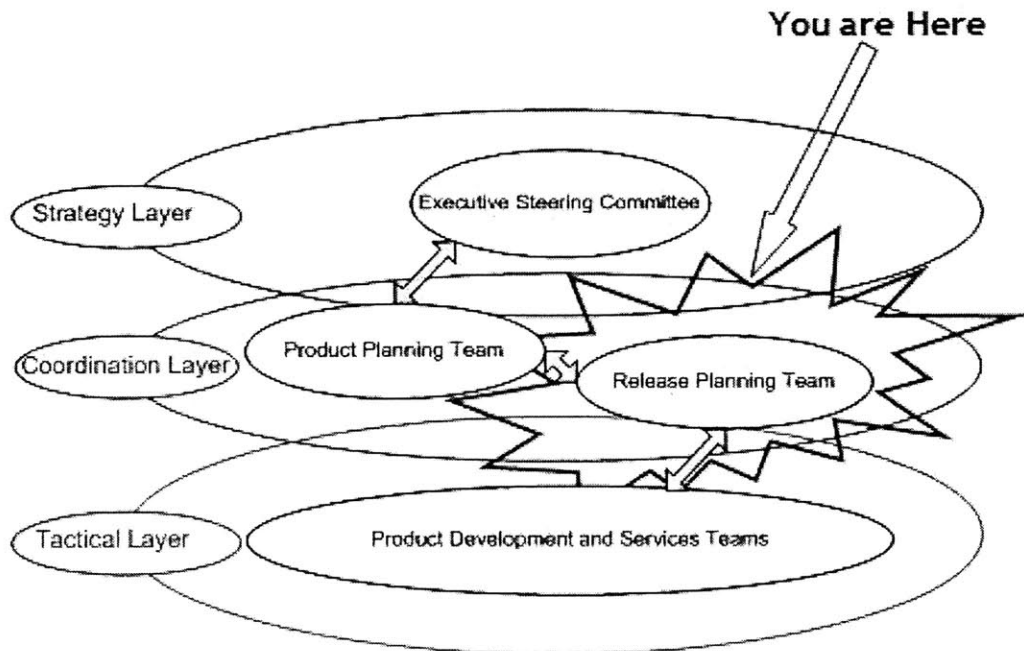 You are Here
Executive Steering Committee
Strategy Layer
Product Planning Team
Coordination Layer
Release Planning Team
Tactical Layer
Product Development and Services Teams